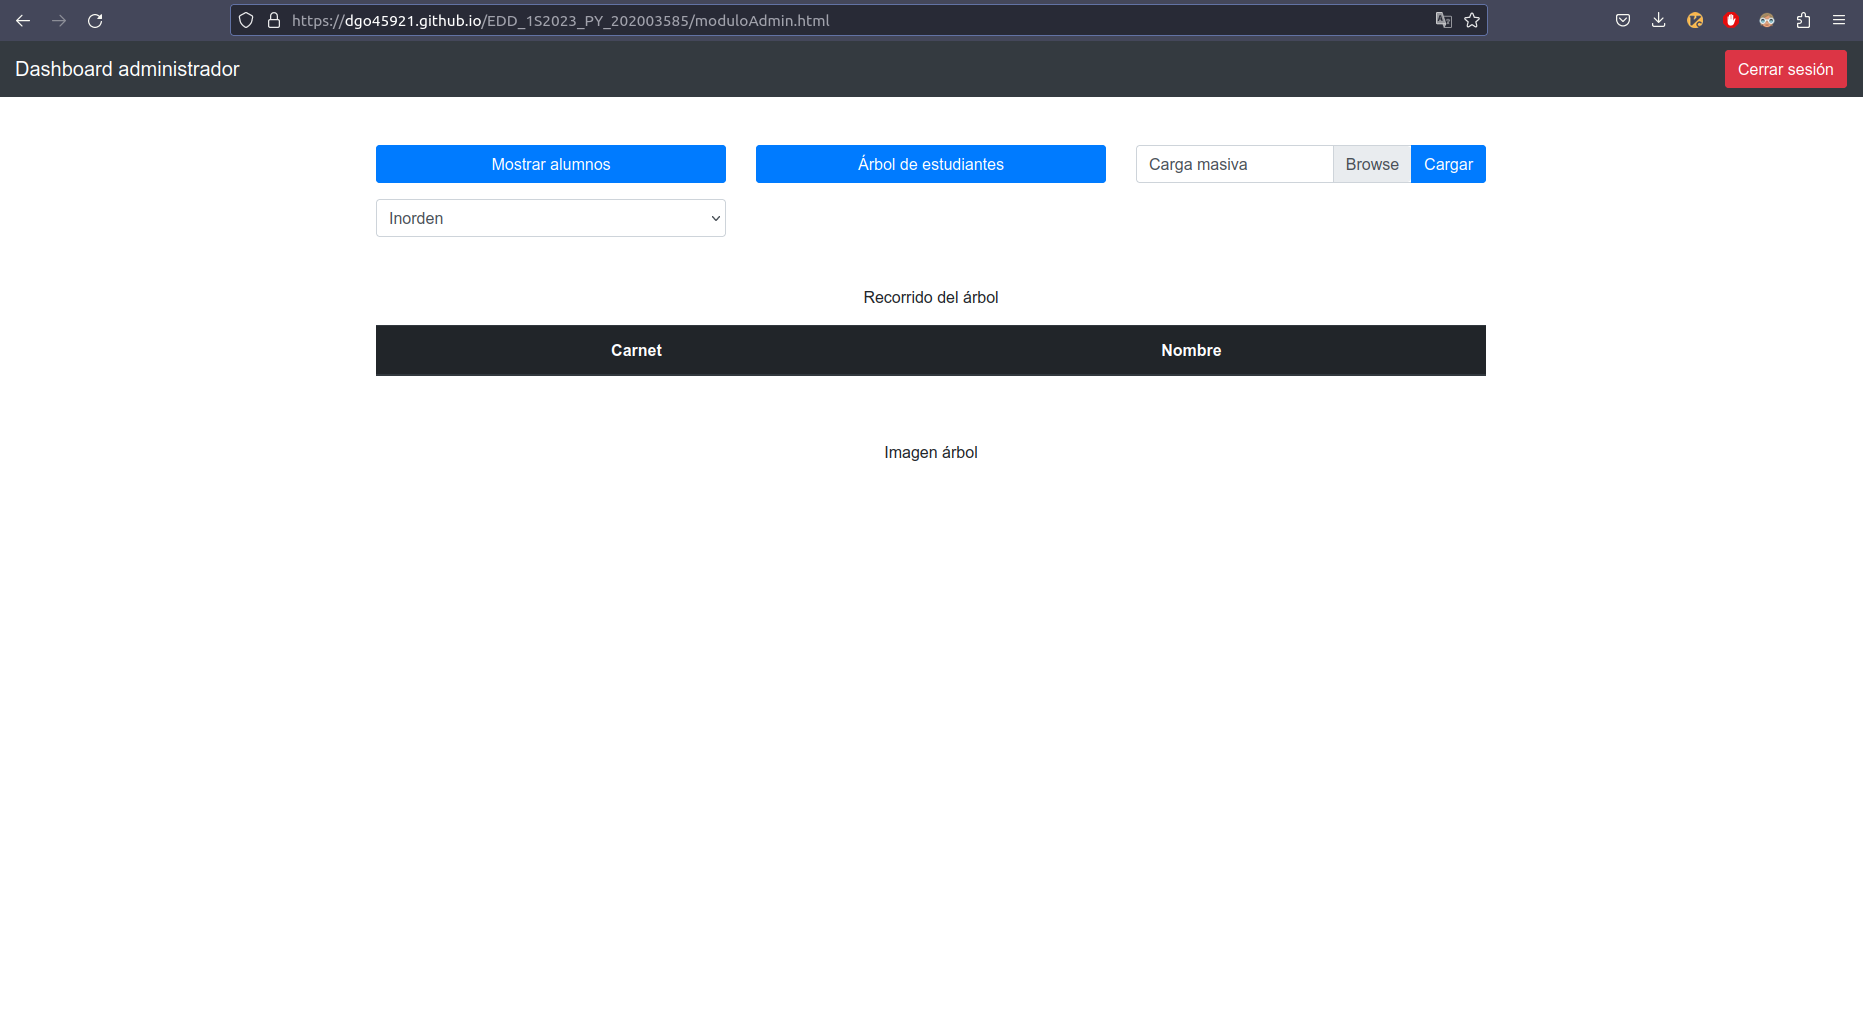 https://dgo45921.github.io/EDD_1S2023_PY_202003585/moduloAdmin.html
Dashboard administrador
Cerrar sesión
Mostrar alumnos
Árbol de estudiantes
Carga masiva
Browse
Cargar
Inorden
Recorrido del árbol
Carnet
Nombre
Imagen árbol